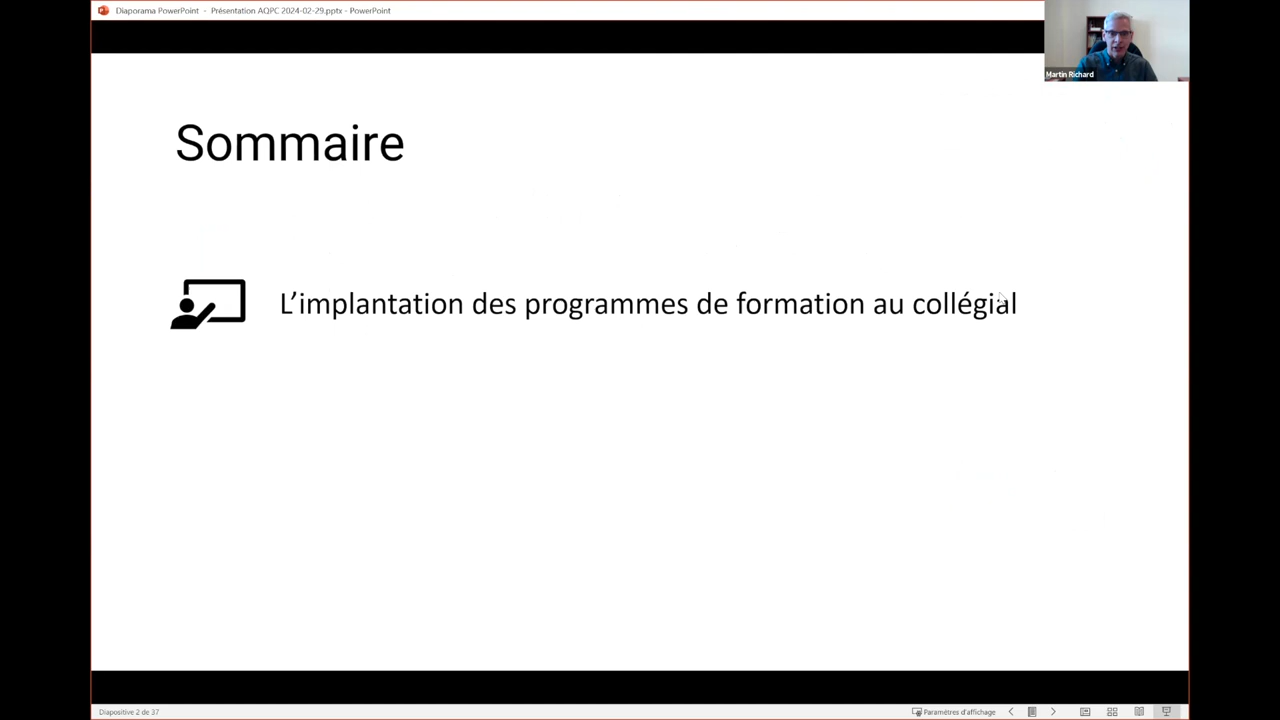 Diaporama PowerPoint - Présentation AQPC 2024-02-29.pptx - PowerPoint
Martin Richard
Sommaire
L'implantation des programmes de formation au collégial
Diapositive 2 de 37
Paramètres d'affichage